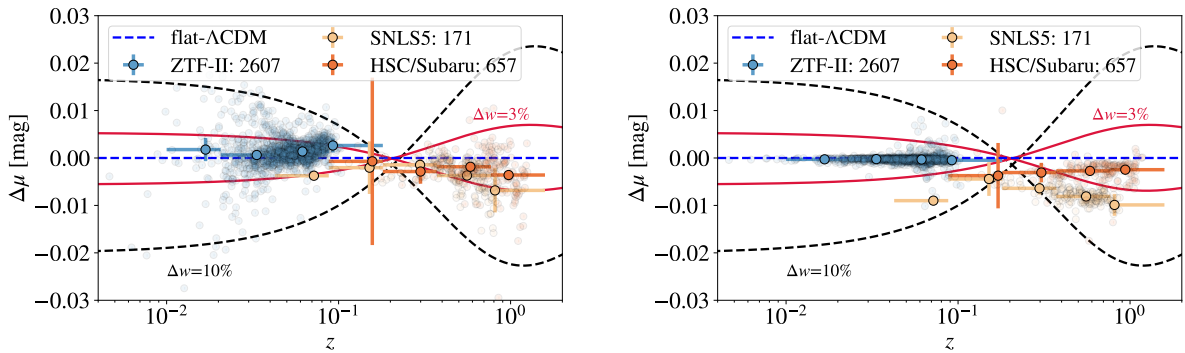 flat-ΛCDM
ZTF-II: 2607
SNLS5: 171
HSC/Subaru: 657
Δw=3%
Δw=10%
0.03
0.02
0.01
0.00
−0.01
−0.02
−0.03
Δμ [mag]
10⁻²
10⁻¹
10⁰
z
flat-ΛCDM
ZTF-II: 2607
SNLS5: 171
HSC/Subaru: 657
Δw=3%
Δw=10%
0.03
0.02
0.01
0.00
−0.01
−0.02
−0.03
Δμ [mag]
10⁻²
10⁻¹
10⁰
z